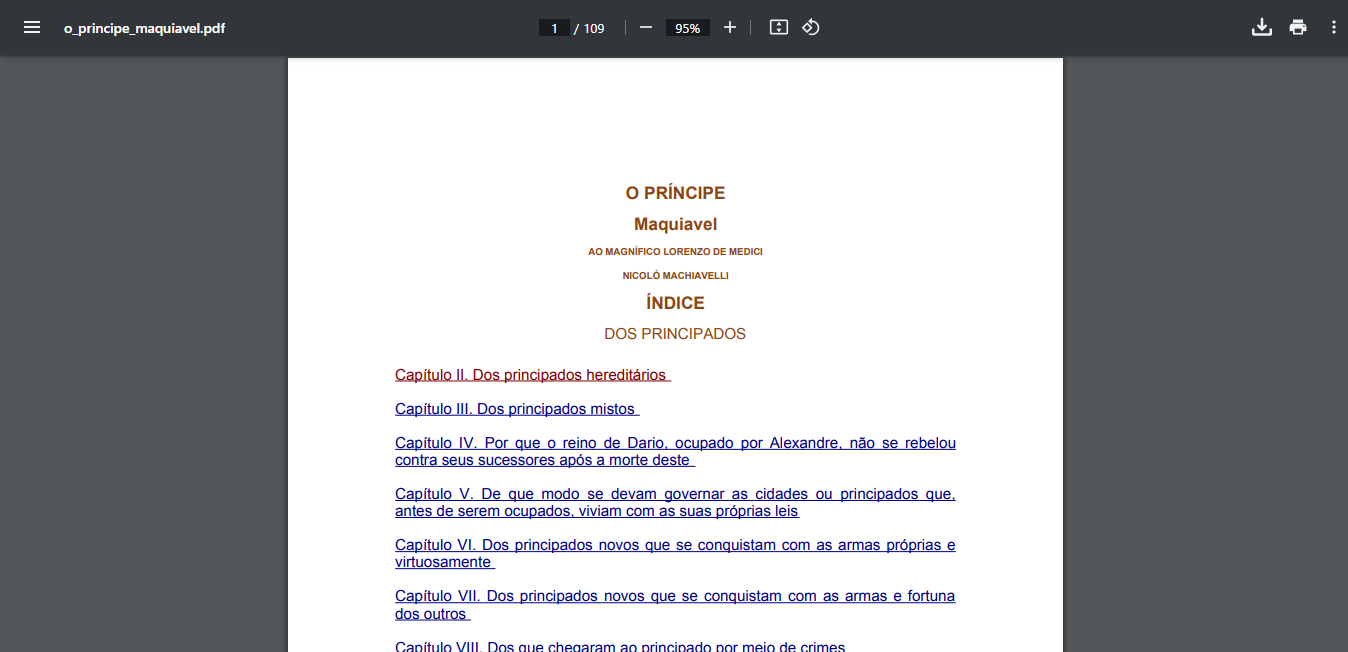 o_principe_maquiavel.pdf
1 / 109
95%
O PRÍNCIPE
Maquiavel
AO MAGNÍFICO LORENZO DE MEDICI
NICOLÓ MACHIAVELLI
ÍNDICE
DOS PRINCIPADOS
Capítulo II. Dos principados hereditários
Capítulo III. Dos principados mistos
Capítulo IV. Por que o reino de Dario, ocupado por Alexandre, não se rebelou
contra seus sucessores após a morte deste
Capítulo V. De que modo se devam governar as cidades ou principados que,
antes de serem ocupados, viviam com as suas próprias leis
Capítulo VI. Dos principados novos que se conquistam com as armas próprias e
virtuosamente
Capítulo VII. Dos principados novos que se conquistam com as armas e fortuna
dos outros
Capítulo VIII. Dos que chegaram ao principado por meio de crimes